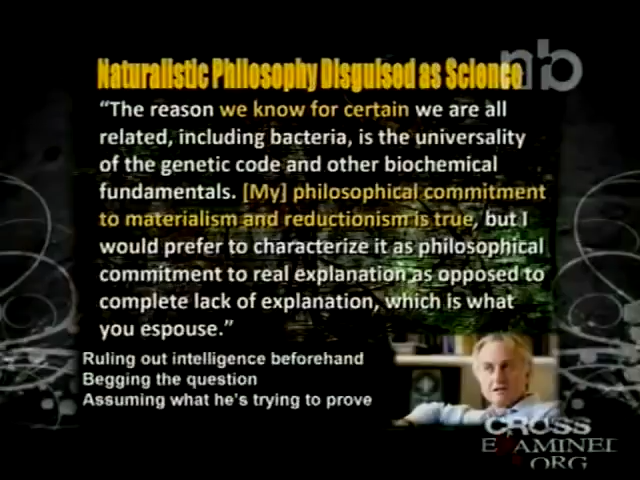 Naturalistic Philosophy Disguised as Science
nrb
“The reason we know for certain we are all
related, including bacteria, is the universality
of the genetic code and other biochemical
fundamentals. [My] philosophical commitment
to materialism and reductionism is true, but I
would prefer to characterize it as philosophical
commitment to real explanation as opposed to
complete lack of explanation, which is what
you espouse.”
Ruling out intelligence beforehand
Begging the question
Assuming what he's trying to prove
CROSS
EXAMINED
.ORG